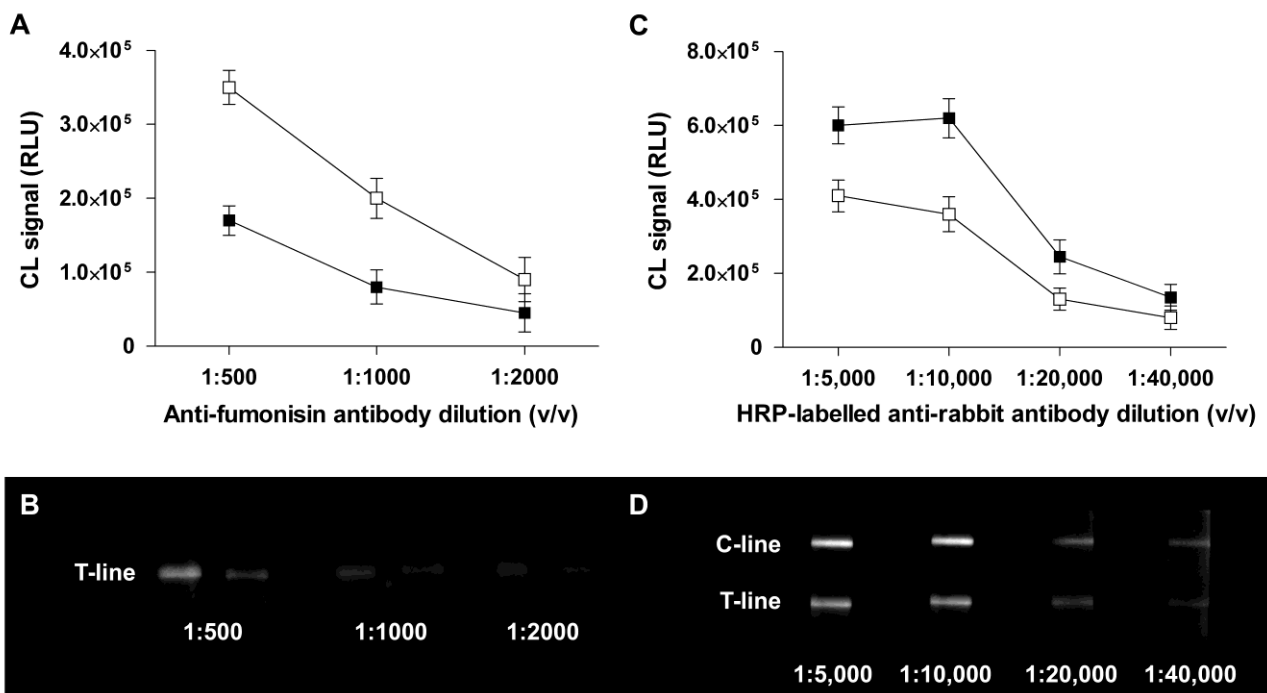 A
CL signal (RLU)
4.0×10⁵
3.0×10⁵
2.0×10⁵
1.0×10⁵
0
1:500 1:1000 1:2000
Anti-fumonisin antibody dilution (v/v)
C
CL signal (RLU)
8.0×10⁵
6.0×10⁵
4.0×10⁵
2.0×10⁵
0
1:5,000 1:10,000 1:20,000 1:40,000
HRP-labelled anti-rabbit antibody dilution (v/v)
B
T-line
1:500 1:1000 1:2000
D
C-line
T-line
1:5,000 1:10,000 1:20,000 1:40,000